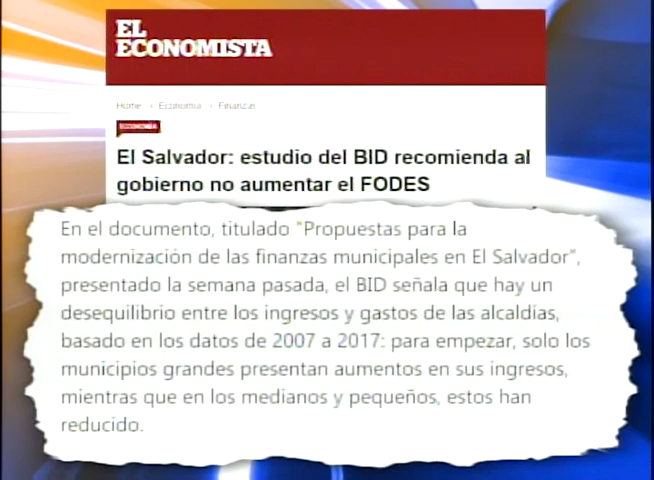 EL
ECONOMISTA
Home › Economía › Finanzas
El Salvador: estudio del BID recomienda al
gobierno no aumentar el FODES
En el documento, titulado "Propuestas para la
modernización de las finanzas municipales en El Salvador",
presentado la semana pasada, el BID señala que hay un
desequilibrio entre los ingresos y gastos de las alcaldías,
basado en los datos de 2007 a 2017: para empezar, solo los
municipios grandes presentan aumentos en sus ingresos,
mientras que en los medianos y pequeños, estos han
reducido.